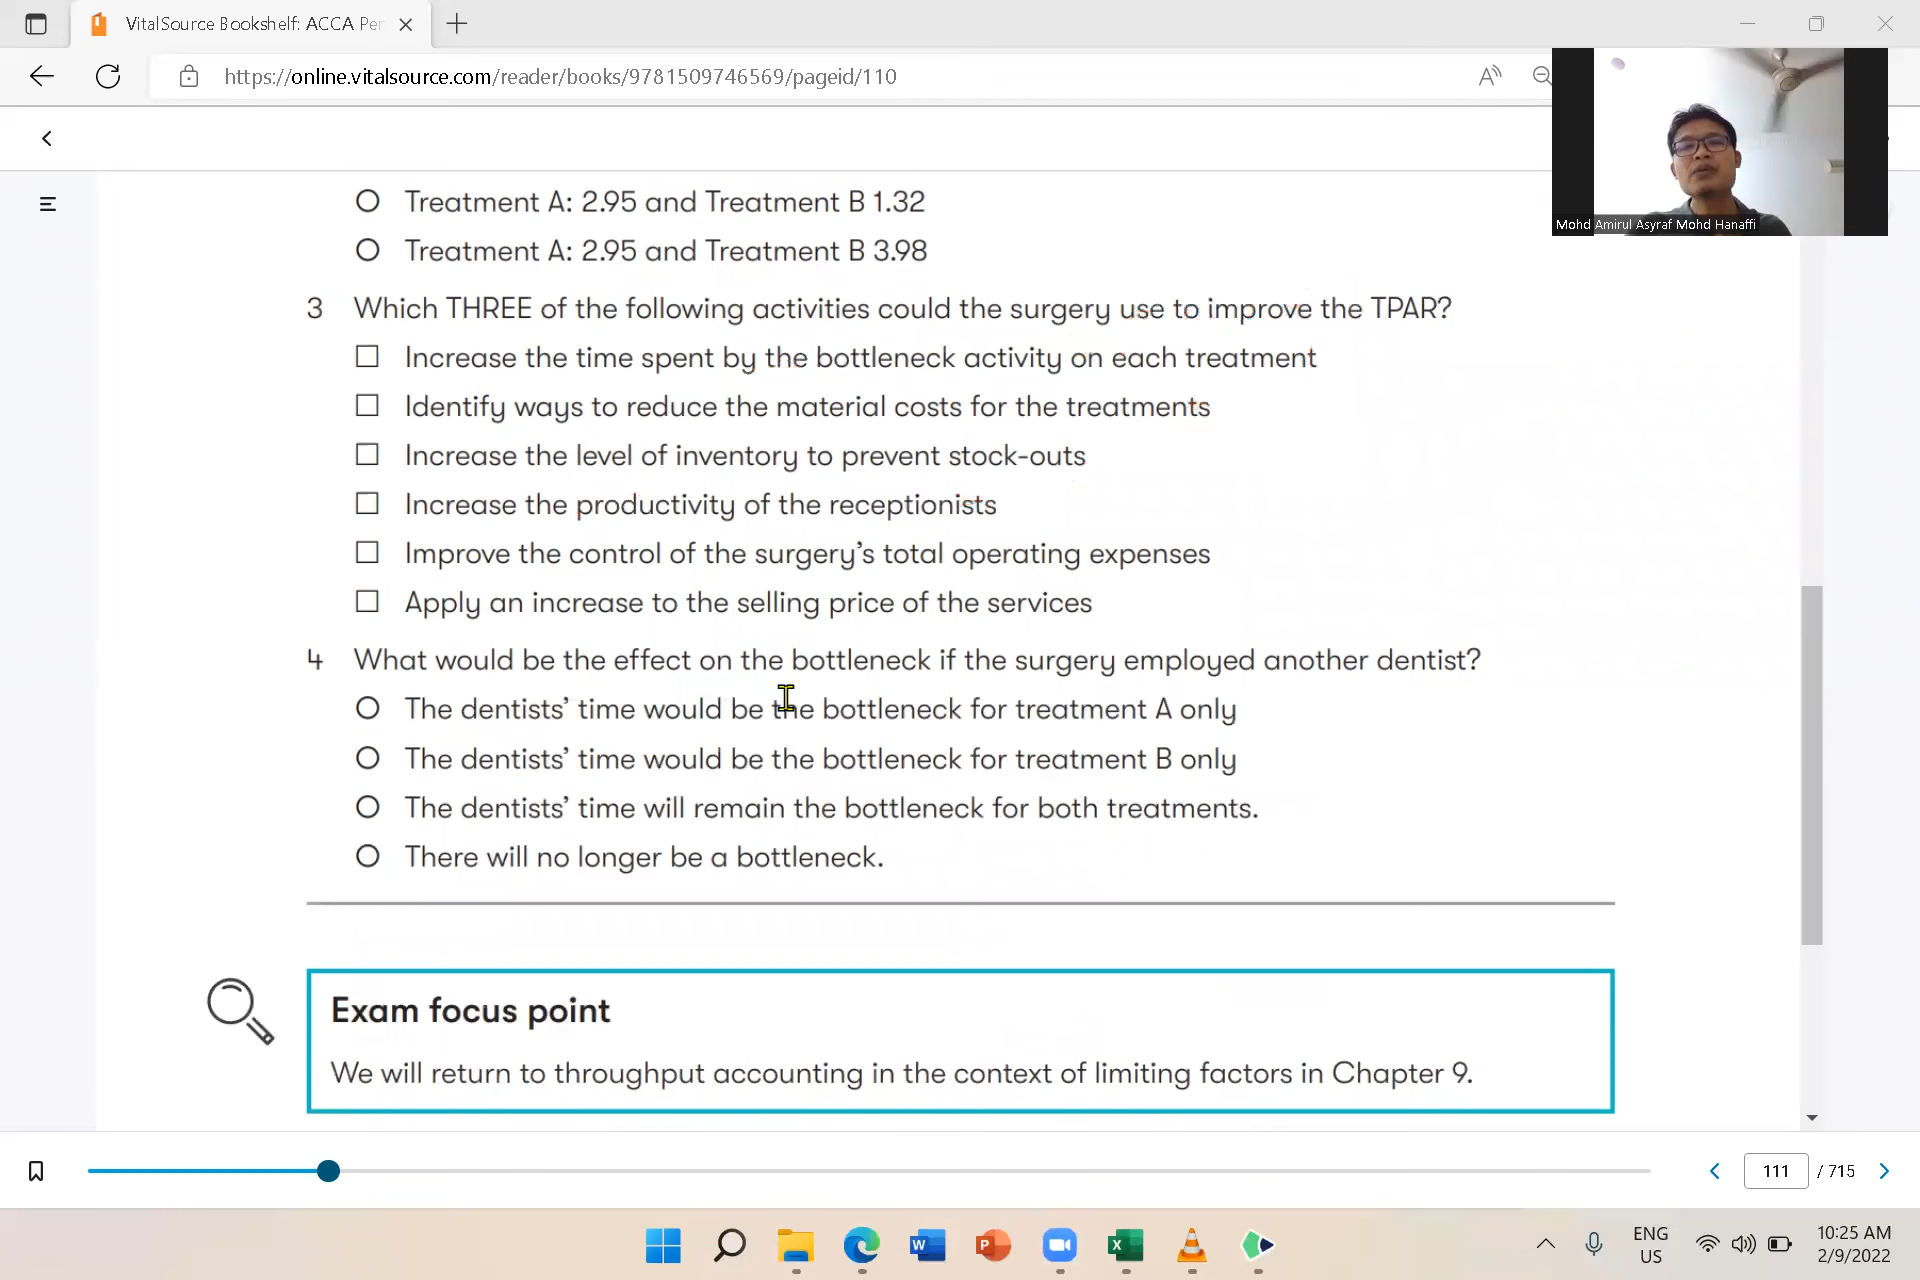 VitalSource Bookshelf: ACCA Per
https://online.vitalsource.com/reader/books/9781509746569/pageid/110
Mohd Amirul Asyraf Mohd Hanaffi
Treatment A: 2.95 and Treatment B 1.32
Treatment A: 2.95 and Treatment B 3.98
3 Which THREE of the following activities could the surgery use to improve the TPAR?
Increase the time spent by the bottleneck activity on each treatment
Identify ways to reduce the material costs for the treatments
Increase the level of inventory to prevent stock-outs
Increase the productivity of the receptionists
Improve the control of the surgery's total operating expenses
Apply an increase to the selling price of the services
4 What would be the effect on the bottleneck if the surgery employed another dentist?
The dentists' time would be the bottleneck for treatment A only
The dentists' time would be the bottleneck for treatment B only
The dentists' time will remain the bottleneck for both treatments.
There will no longer be a bottleneck.
Exam focus point
We will return to throughput accounting in the context of limiting factors in Chapter 9.
111 / 715
ENG
US
10:25 AM
2/9/2022